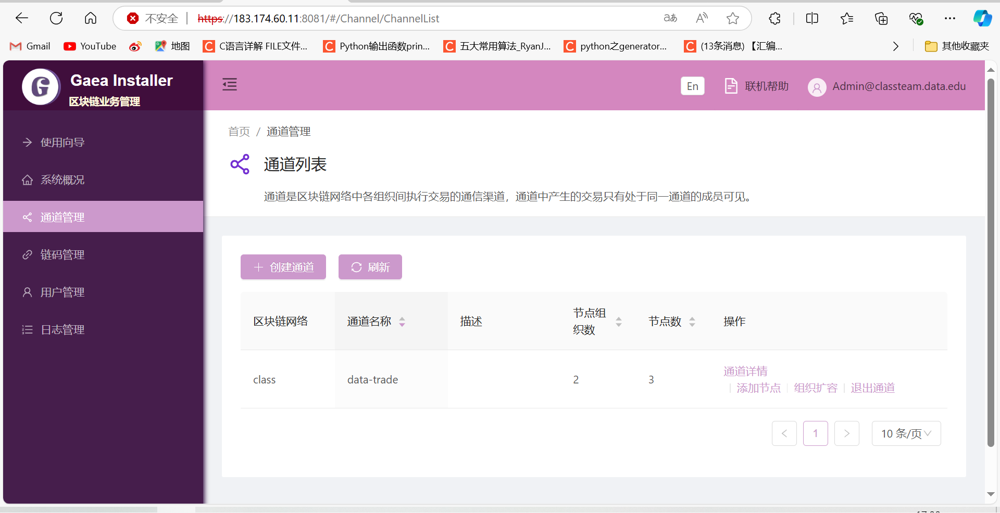 不安全 https://183.174.60.11:8081/#/Channel/ChannelList
Gmail YouTube 地图 C语言详解 FILE文件... Python输出函数prin... 五大常用算法_RyanJ... python之generator... (13条消息) 【汇编... 其他收藏夹
Gaea Installer
区块链业务管理
En 联机帮助 Admin@classteam.data.edu
使用向导
系统概况
通道管理
链码管理
用户管理
日志管理
首页 / 通道管理
通道列表
通道是区块链网络中各组织间执行交易的通信渠道，通道中产生的交易只有处于同一通道的成员可见。
创建通道 刷新
区块链网络 通道名称 描述 节点组织数 节点数 操作
class data-trade 2 3 通道详情
添加节点 组织扩容 退出通道
< 1 > 10 条/页